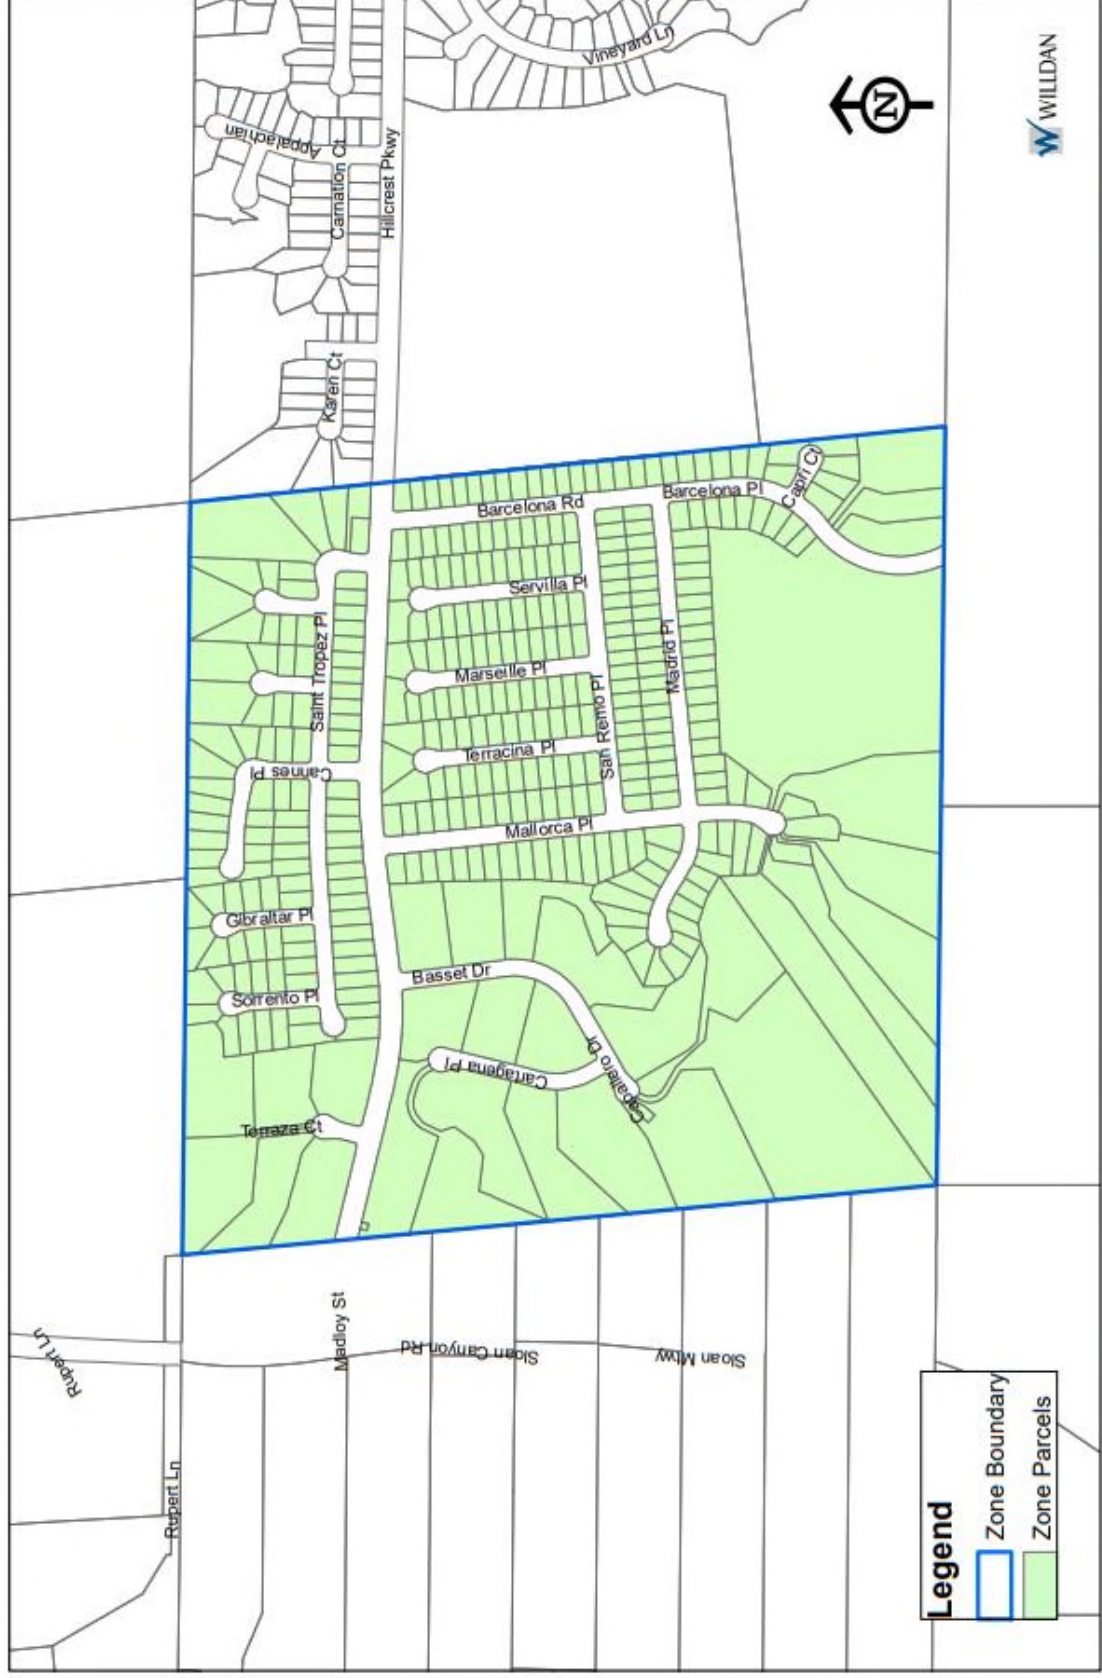 Vineyard Ln
Appalachian
Carnation Ct
Hillcrest Pkwy
N
WILLDAN
Karen Ct
Barcelona Rd
Barcelona Pl
Capri Ct
Servilla Pl
Saint Tropez Pl
Marseille Pl
Madrid Pl
San Remo Pl
Terracina Pl
Cannes Pl
Mallorca Pl
Gibraltar Pl
Basset Dr
Sorrento Pl
Cartagena Pl
Caballero Dr
Terraza Ct
Madloy St
Rupert Ln
Sloan Canyon Rd
Sloan Mtwy
Rupert Ln
Legend
Zone Boundary
Zone Parcels